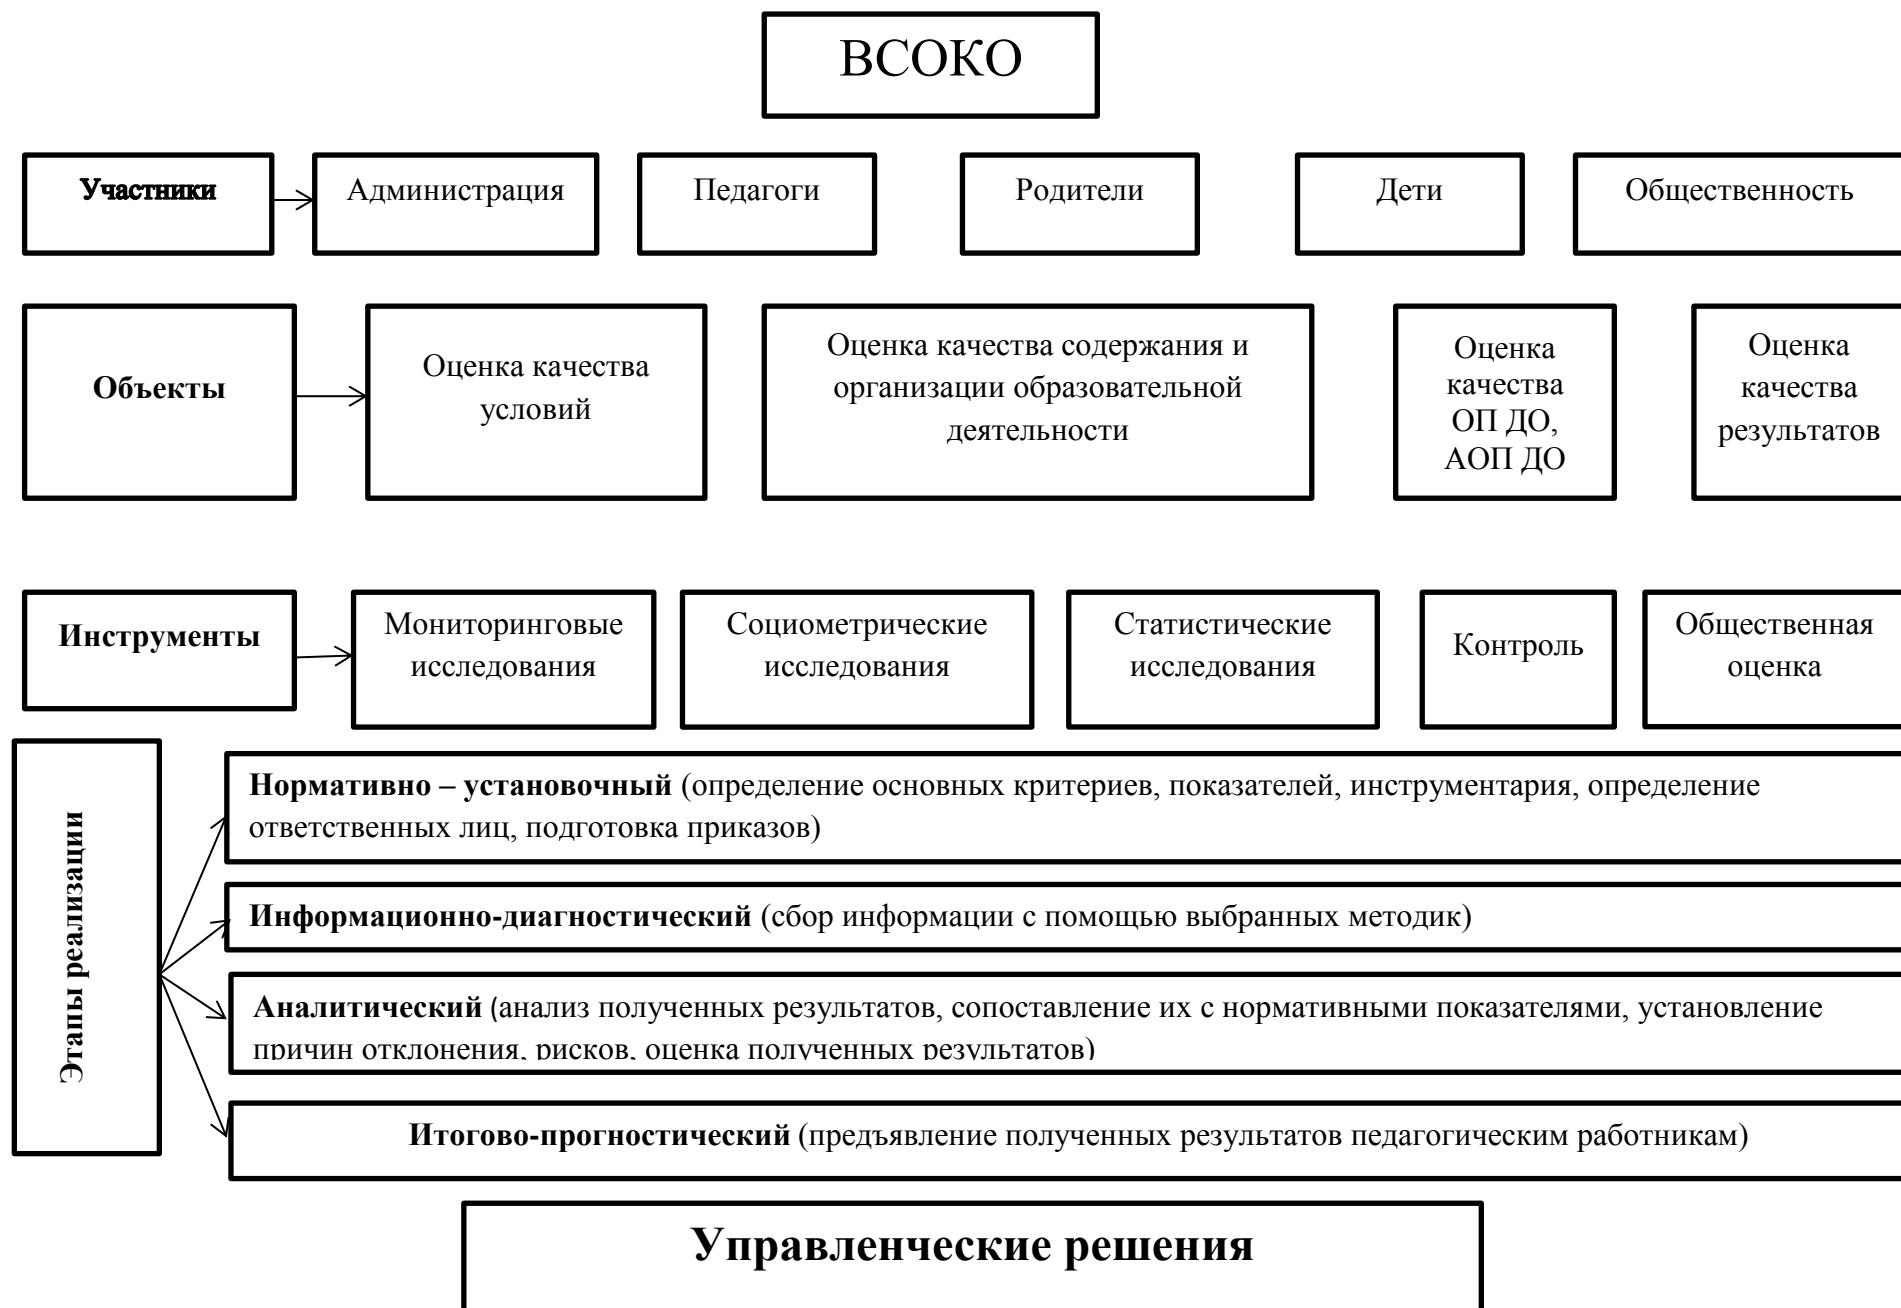 ВСОКО
Участники
Администрация
Педагоги
Родители
Дети
Общественность
Объекты
Оценка качества
условий
Оценка качества содержания и
организации образовательной
деятельности
Оценка
качества
ОП ДО,
АОП ДО
Оценка
качества
результатов
Инструменты
Мониторинговые
исследования
Социометрические
исследования
Статистические
исследования
Контроль
Общественная
оценка
Этапы реализации
Нормативно – установочный (определение основных критериев, показателей, инструментария, определение
ответственных лиц, подготовка приказов)
Информационно-диагностический (сбор информации с помощью выбранных методик)
Аналитический (анализ полученных результатов, сопоставление их с нормативными показателями, установление
причин отклонения, рисков, оценка полученных результатов)
Итогово-прогностический (предъявление полученных результатов педагогическим работникам)
Управленческие решения